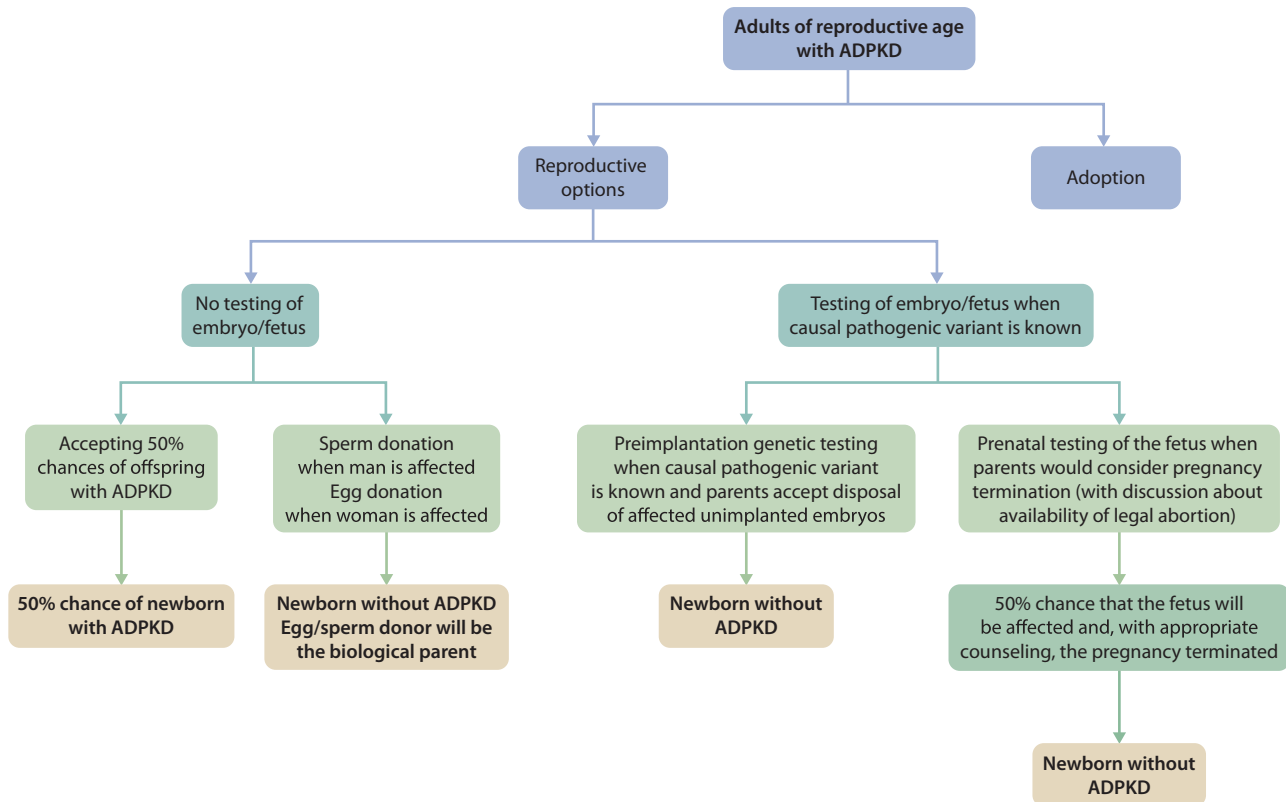 Adults of reproductive age
with ADPKD
Reproductive
options
Adoption
No testing of
embryo/fetus
Testing of embryo/fetus when
causal pathogenic variant is known
Accepting 50%
chances of offspring
with ADPKD
Sperm donation
when man is affected
Egg donation
when woman is affected
Preimplantation genetic testing
when causal pathogenic variant
is known and parents accept disposal
of affected unimplanted embryos
Prenatal testing of the fetus when
parents would consider pregnancy
termination (with discussion about
availability of legal abortion)
50% chance of newborn
with ADPKD
Newborn without ADPKD
Egg/sperm donor will be
the biological parent
Newborn without
ADPKD
50% chance that the fetus will
be affected and, with appropriate
counseling, the pregnancy terminated
Newborn without
ADPKD